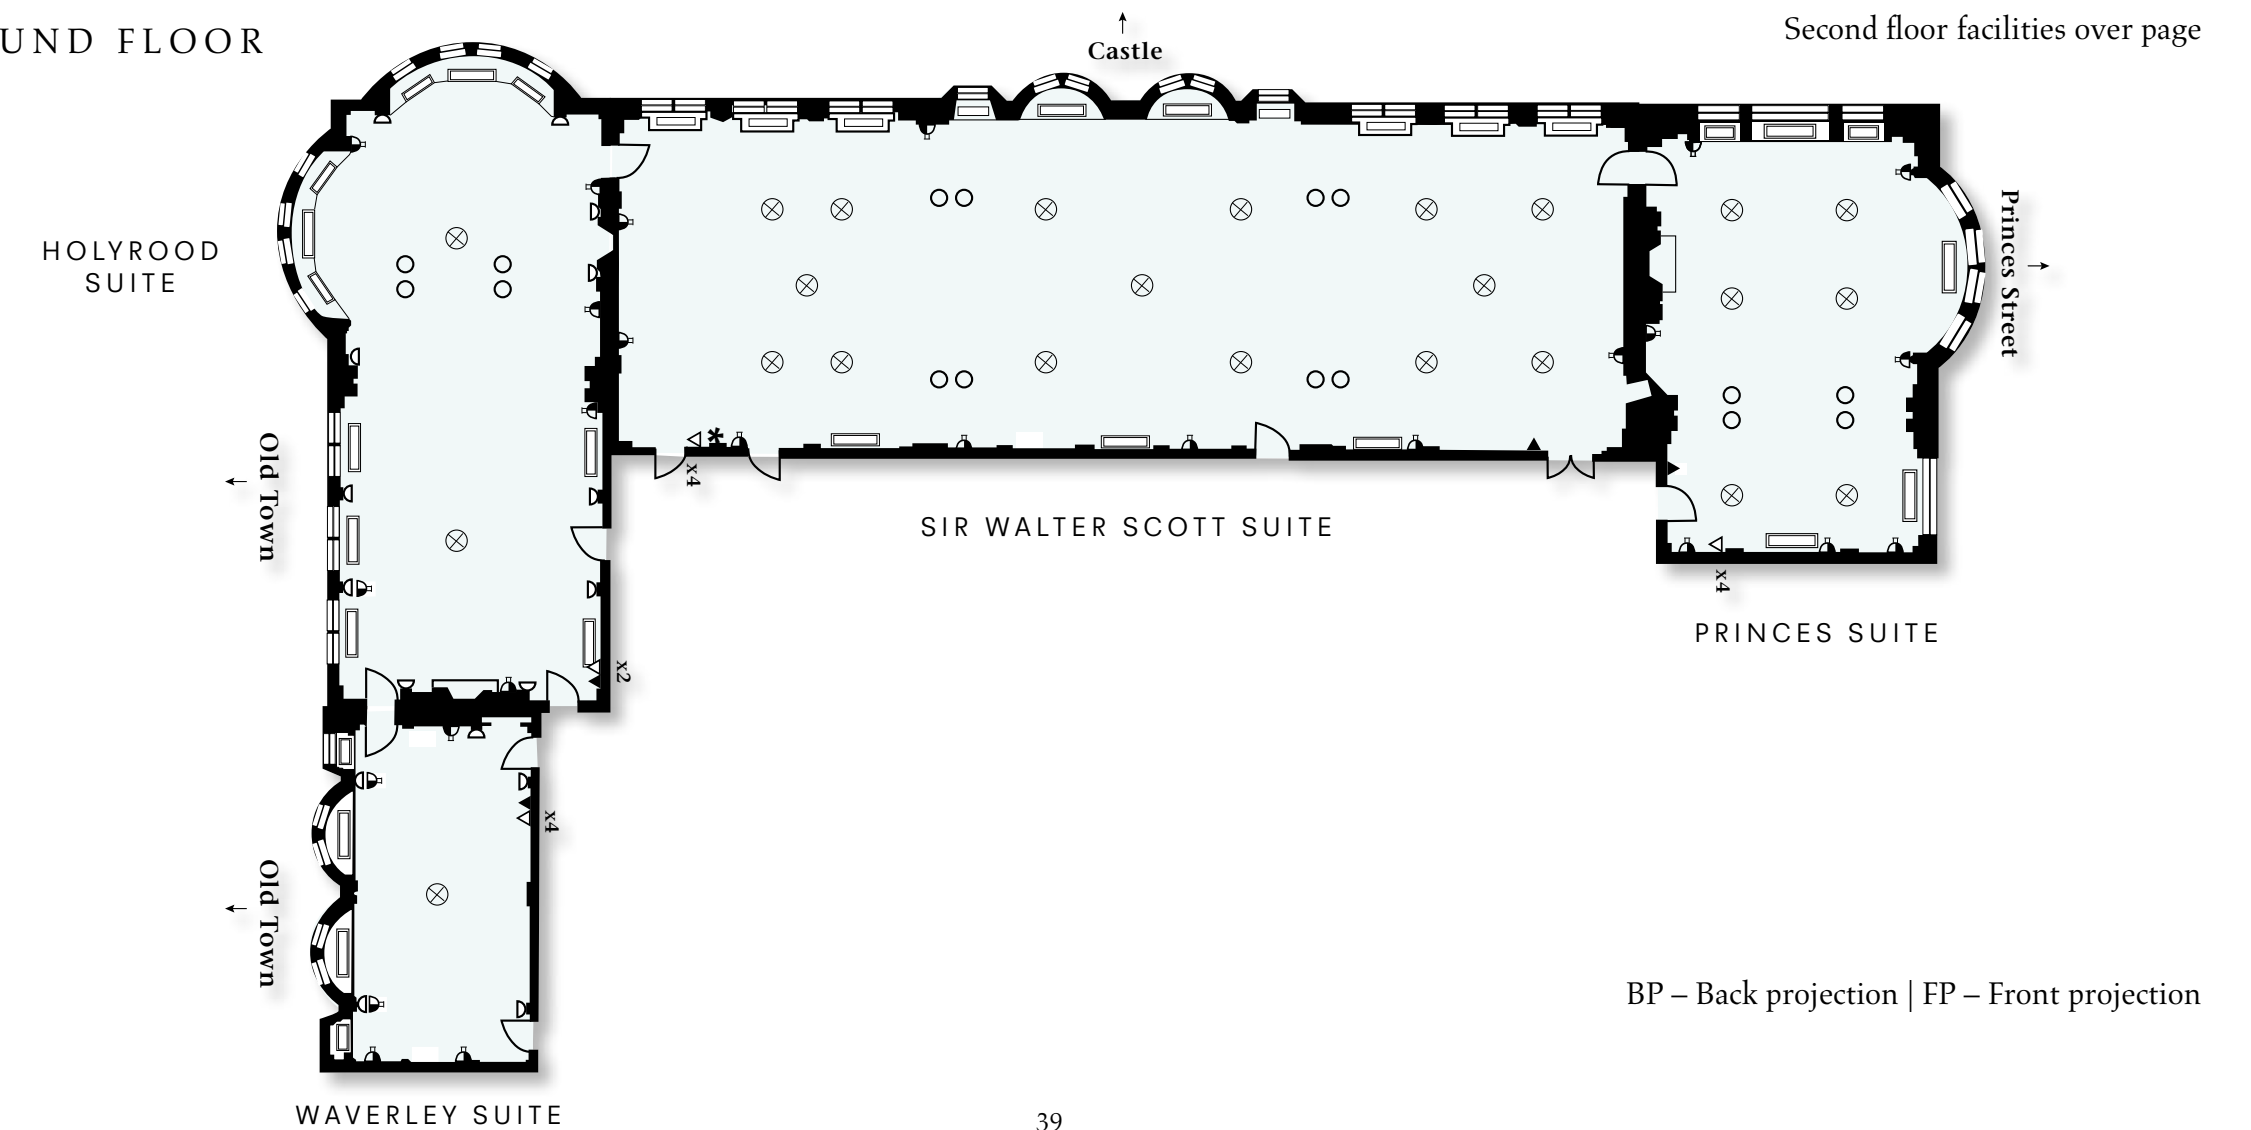 UND FLOOR
Second floor facilities over page
Castle
HOLYROOD
SUITE
Princes Street
Old Town
x4
*
SIR WALTER SCOTT SUITE
x4
PRINCES SUITE
x2
x4
Old Town
BP – Back projection | FP – Front projection
WAVERLEY SUITE
39